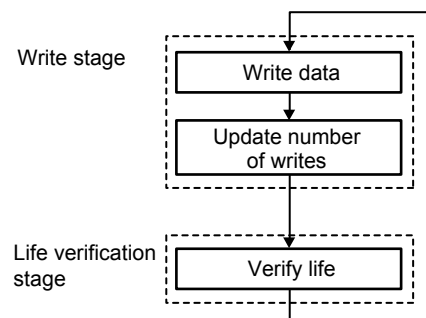 Write stage
Write data
Update number
of writes
Life verification
stage
Verify life